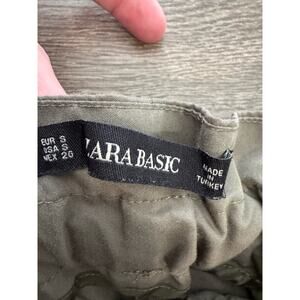 EUR S
USA S
MEX 26
ZARA BASIC
MADE
IN
TURKEY